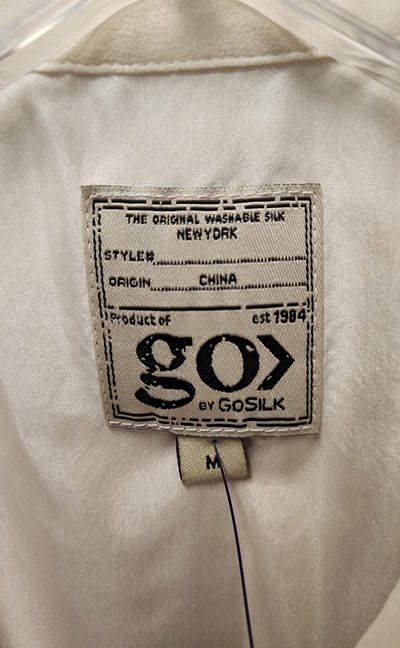 THE ORIGINAL WASHABLE SILK
NEWYORK
STYLE#
ORIGIN CHINA
Product of est 1984
go>
BY GOSILK
M